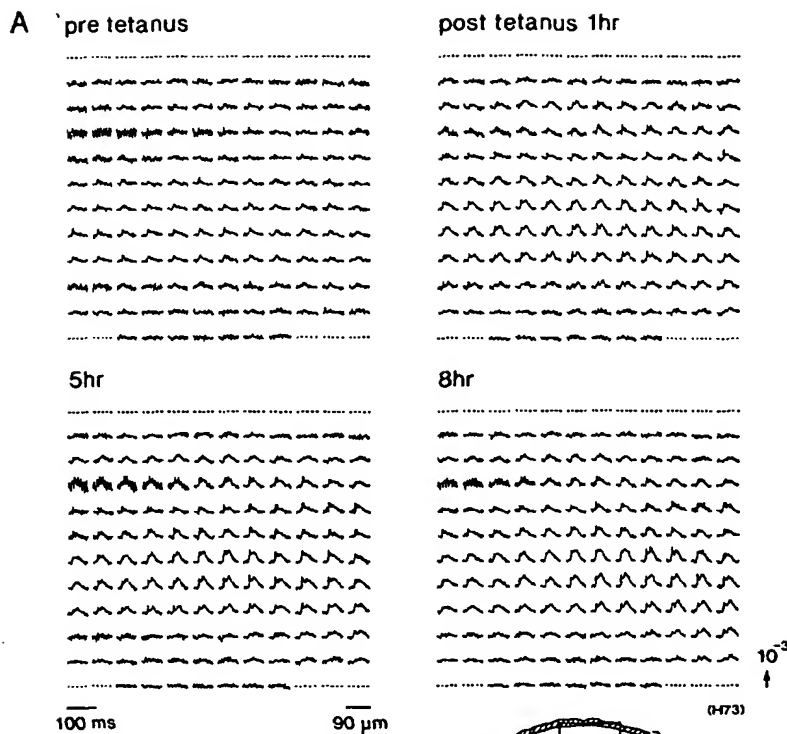 A
pre tetanus
post tetanus 1hr
5hr
8hr
10⁻³
(H73)
100 ms
90 µm